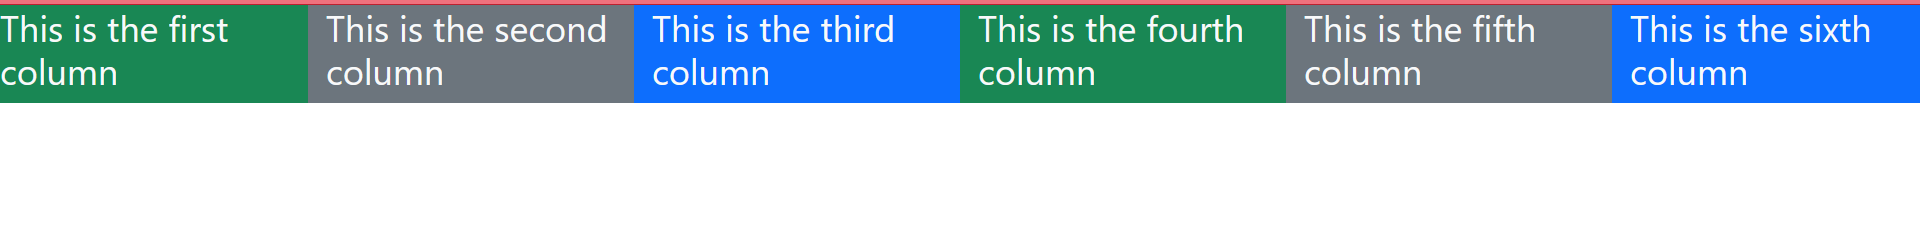 This is the first
column
This is the second
column
This is the third
column
This is the fourth
column
This is the fifth
column
This is the sixth
column